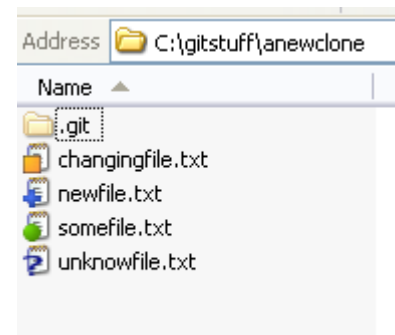 Address C:\gitstuff\anewclone
Name
.git
changingfile.txt
newfile.txt
somefile.txt
unknowfile.txt